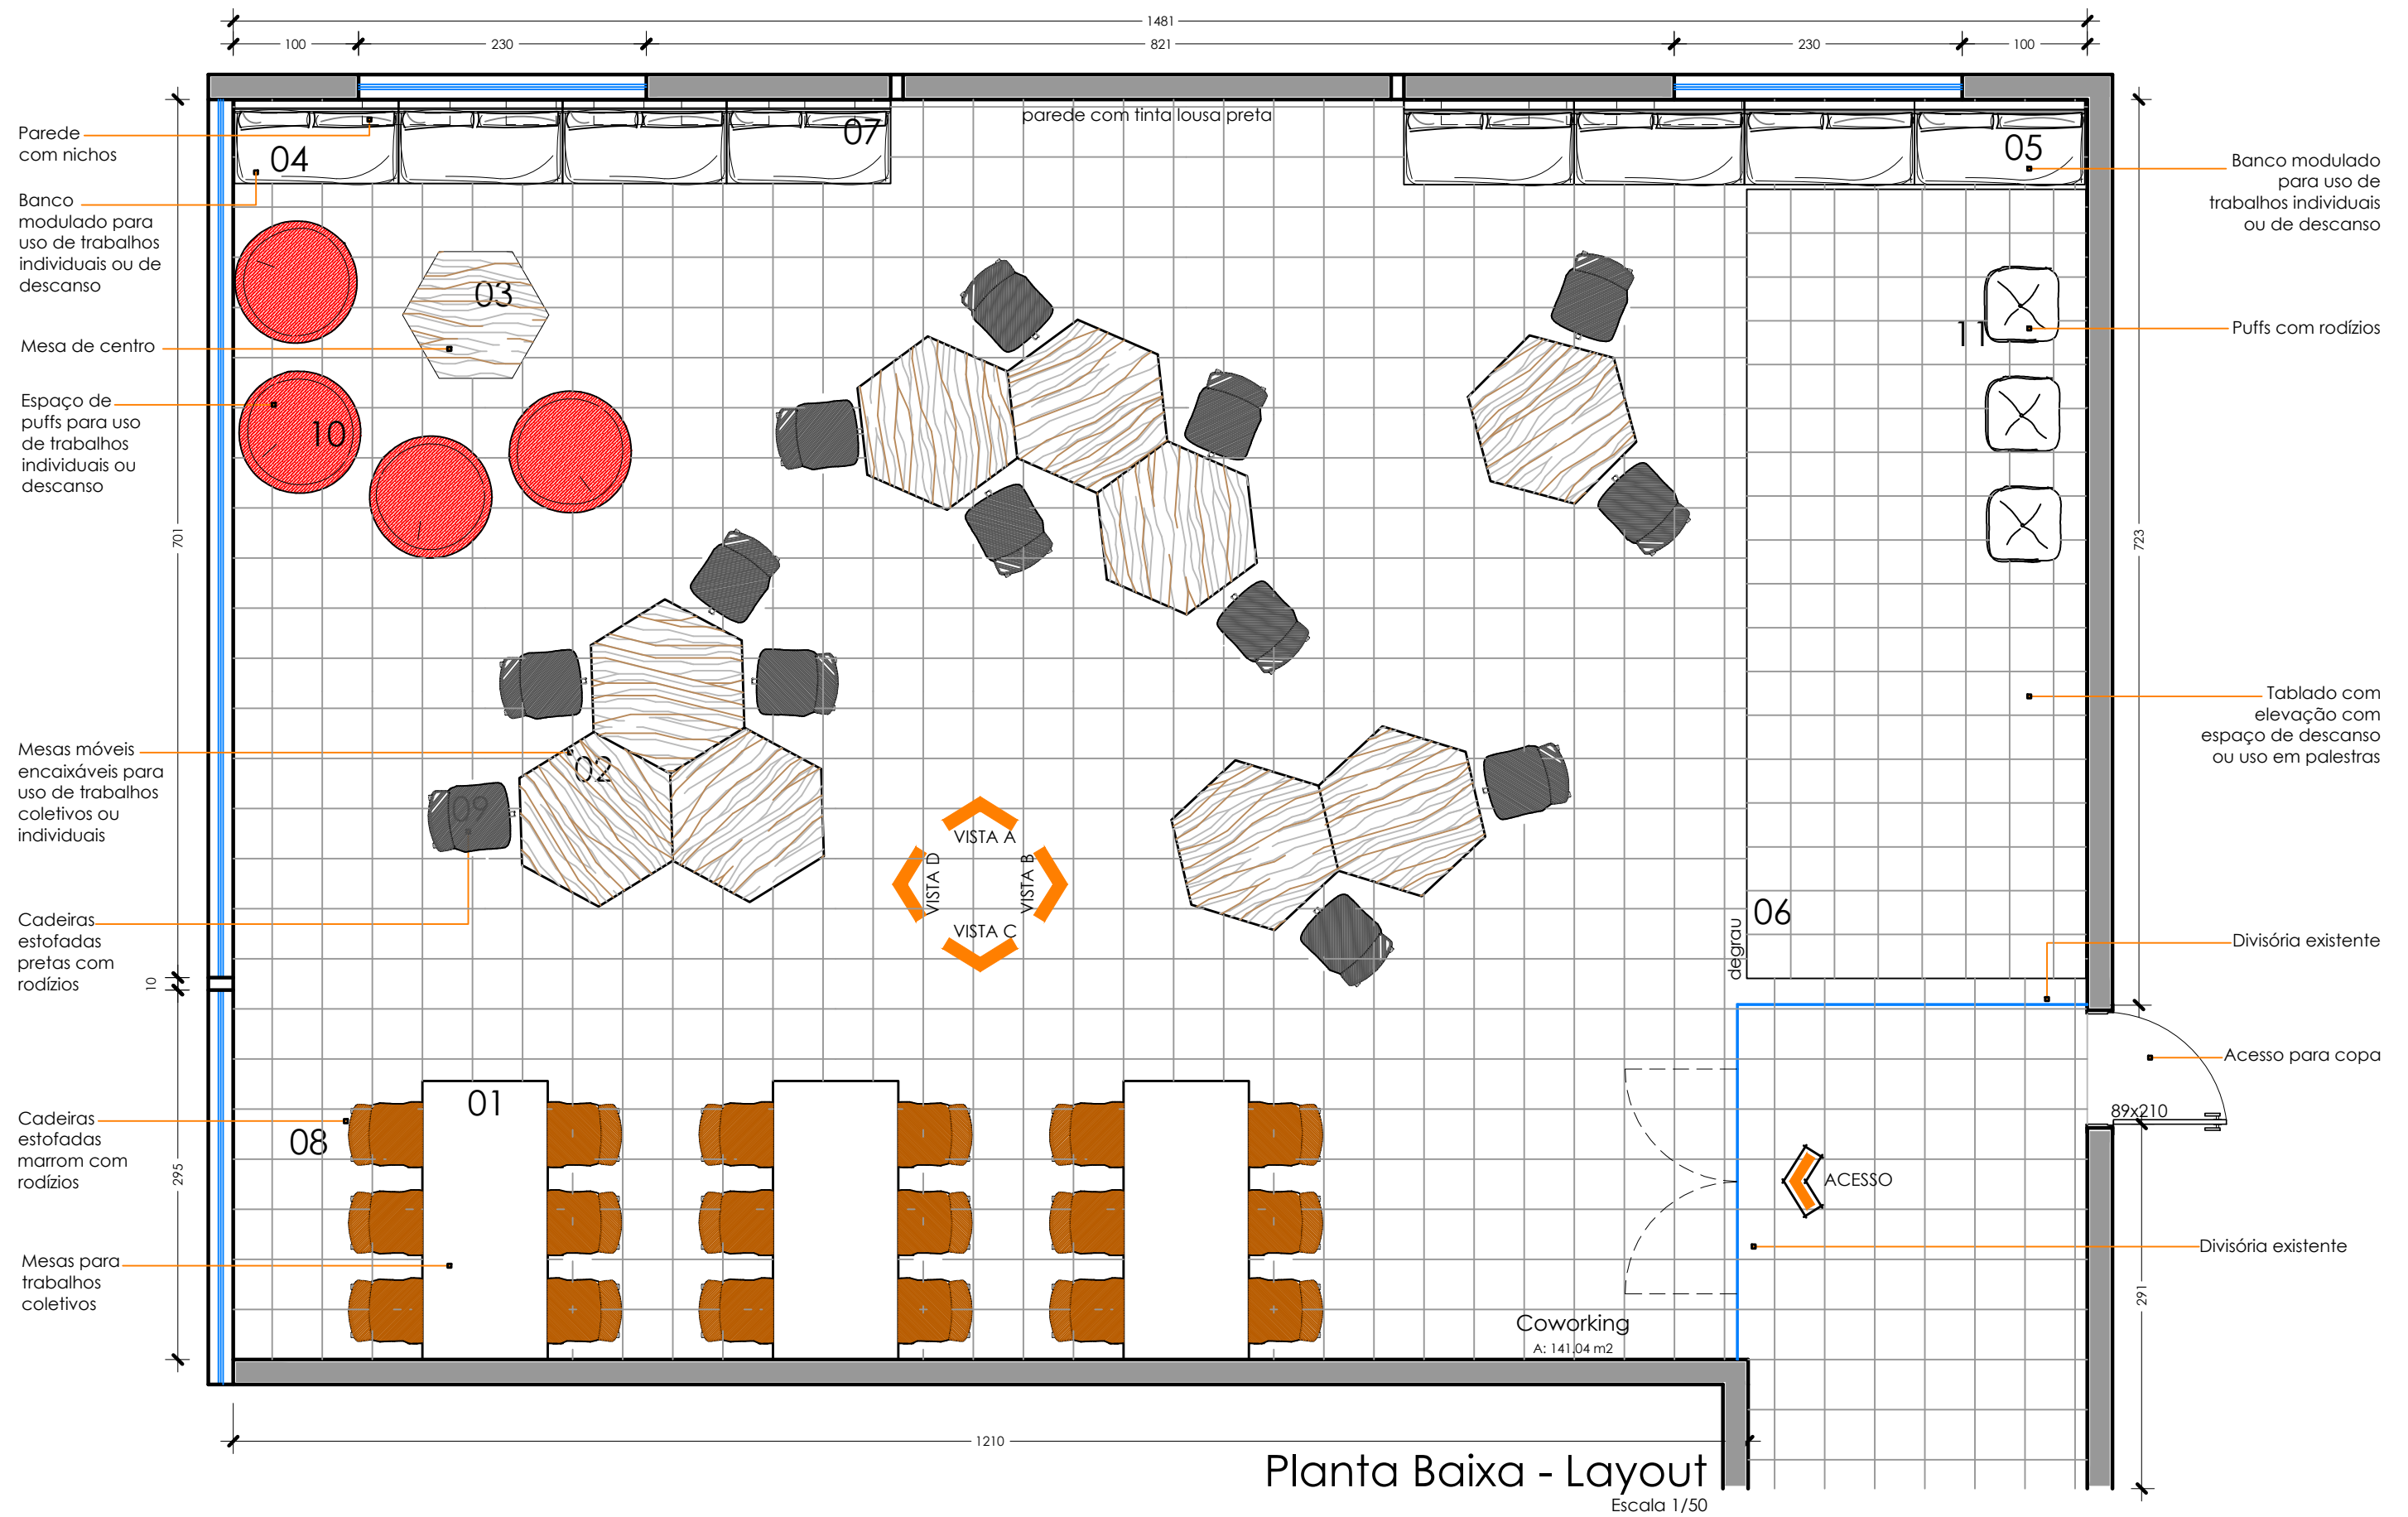 1481
100
230
821
230
100
parede com tinta lousa preta
Parede
com nichos
04
07
05
Banco
modulado para
uso de trabalhos
individuais ou de
descanso
Banco modulado
para uso de
trabalhos individuais
ou de descanso
03
Mesa de centro
11
Puffs com rodízios
Espaço de
puffs para uso
de trabalhos
individuais ou
descanso
10
701
723
Tablado com
elevação com
espaço de descanso
ou uso em palestras
Mesas móveis
encaixáveis para
uso de trabalhos
coletivos ou
individuais
02
09
VISTA A
VISTA D
VISTA B
VISTA C
06
degrau
Cadeiras
estofadas
pretas com
rodízios
10
Divisória existente
Acesso para copa
89x210
01
08
Cadeiras
estofadas
marrom com
rodízios
295
ACESSO
Divisória existente
291
Mesas para
trabalhos
coletivos
Coworking
A: 141.04 m2
1210
Planta Baixa - Layout
Escala 1/50